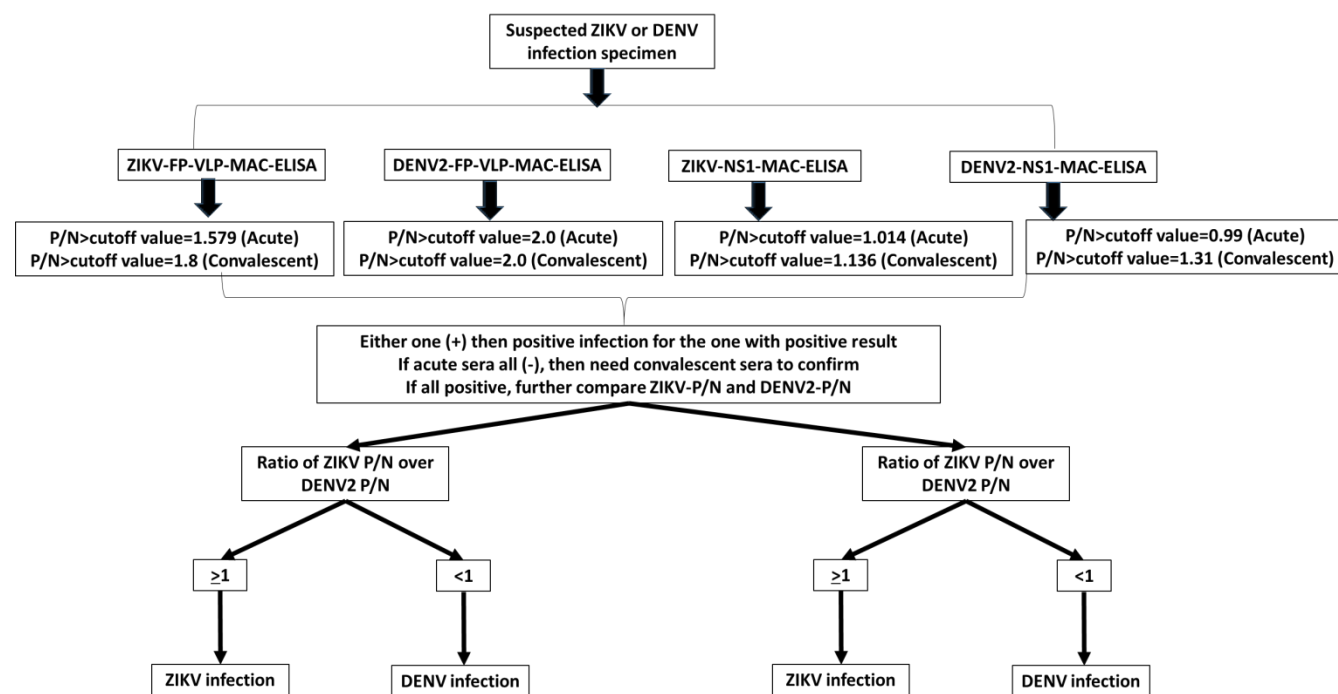 Suspected ZIKV or DENV
infection specimen
ZIKV-FP-VLP-MAC-ELISA
DENV2-FP-VLP-MAC-ELISA
ZIKV-NS1-MAC-ELISA
DENV2-NS1-MAC-ELISA
P/N>cutoff value=1.579 (Acute)
P/N>cutoff value=1.8 (Convalescent)
P/N>cutoff value=2.0 (Acute)
P/N>cutoff value=2.0 (Convalescent)
P/N>cutoff value=1.014 (Acute)
P/N>cutoff value=1.136 (Convalescent)
P/N>cutoff value=0.99 (Acute)
P/N>cutoff value=1.31 (Convalescent)
Either one (+) then positive infection for the one with positive result
If acute sera all (-), then need convalescent sera to confirm
If all positive, further compare ZIKV-P/N and DENV2-P/N
Ratio of ZIKV P/N over
DENV2 P/N
Ratio of ZIKV P/N over
DENV2 P/N
≥1
<1
≥1
<1
ZIKV infection
DENV infection
ZIKV infection
DENV infection